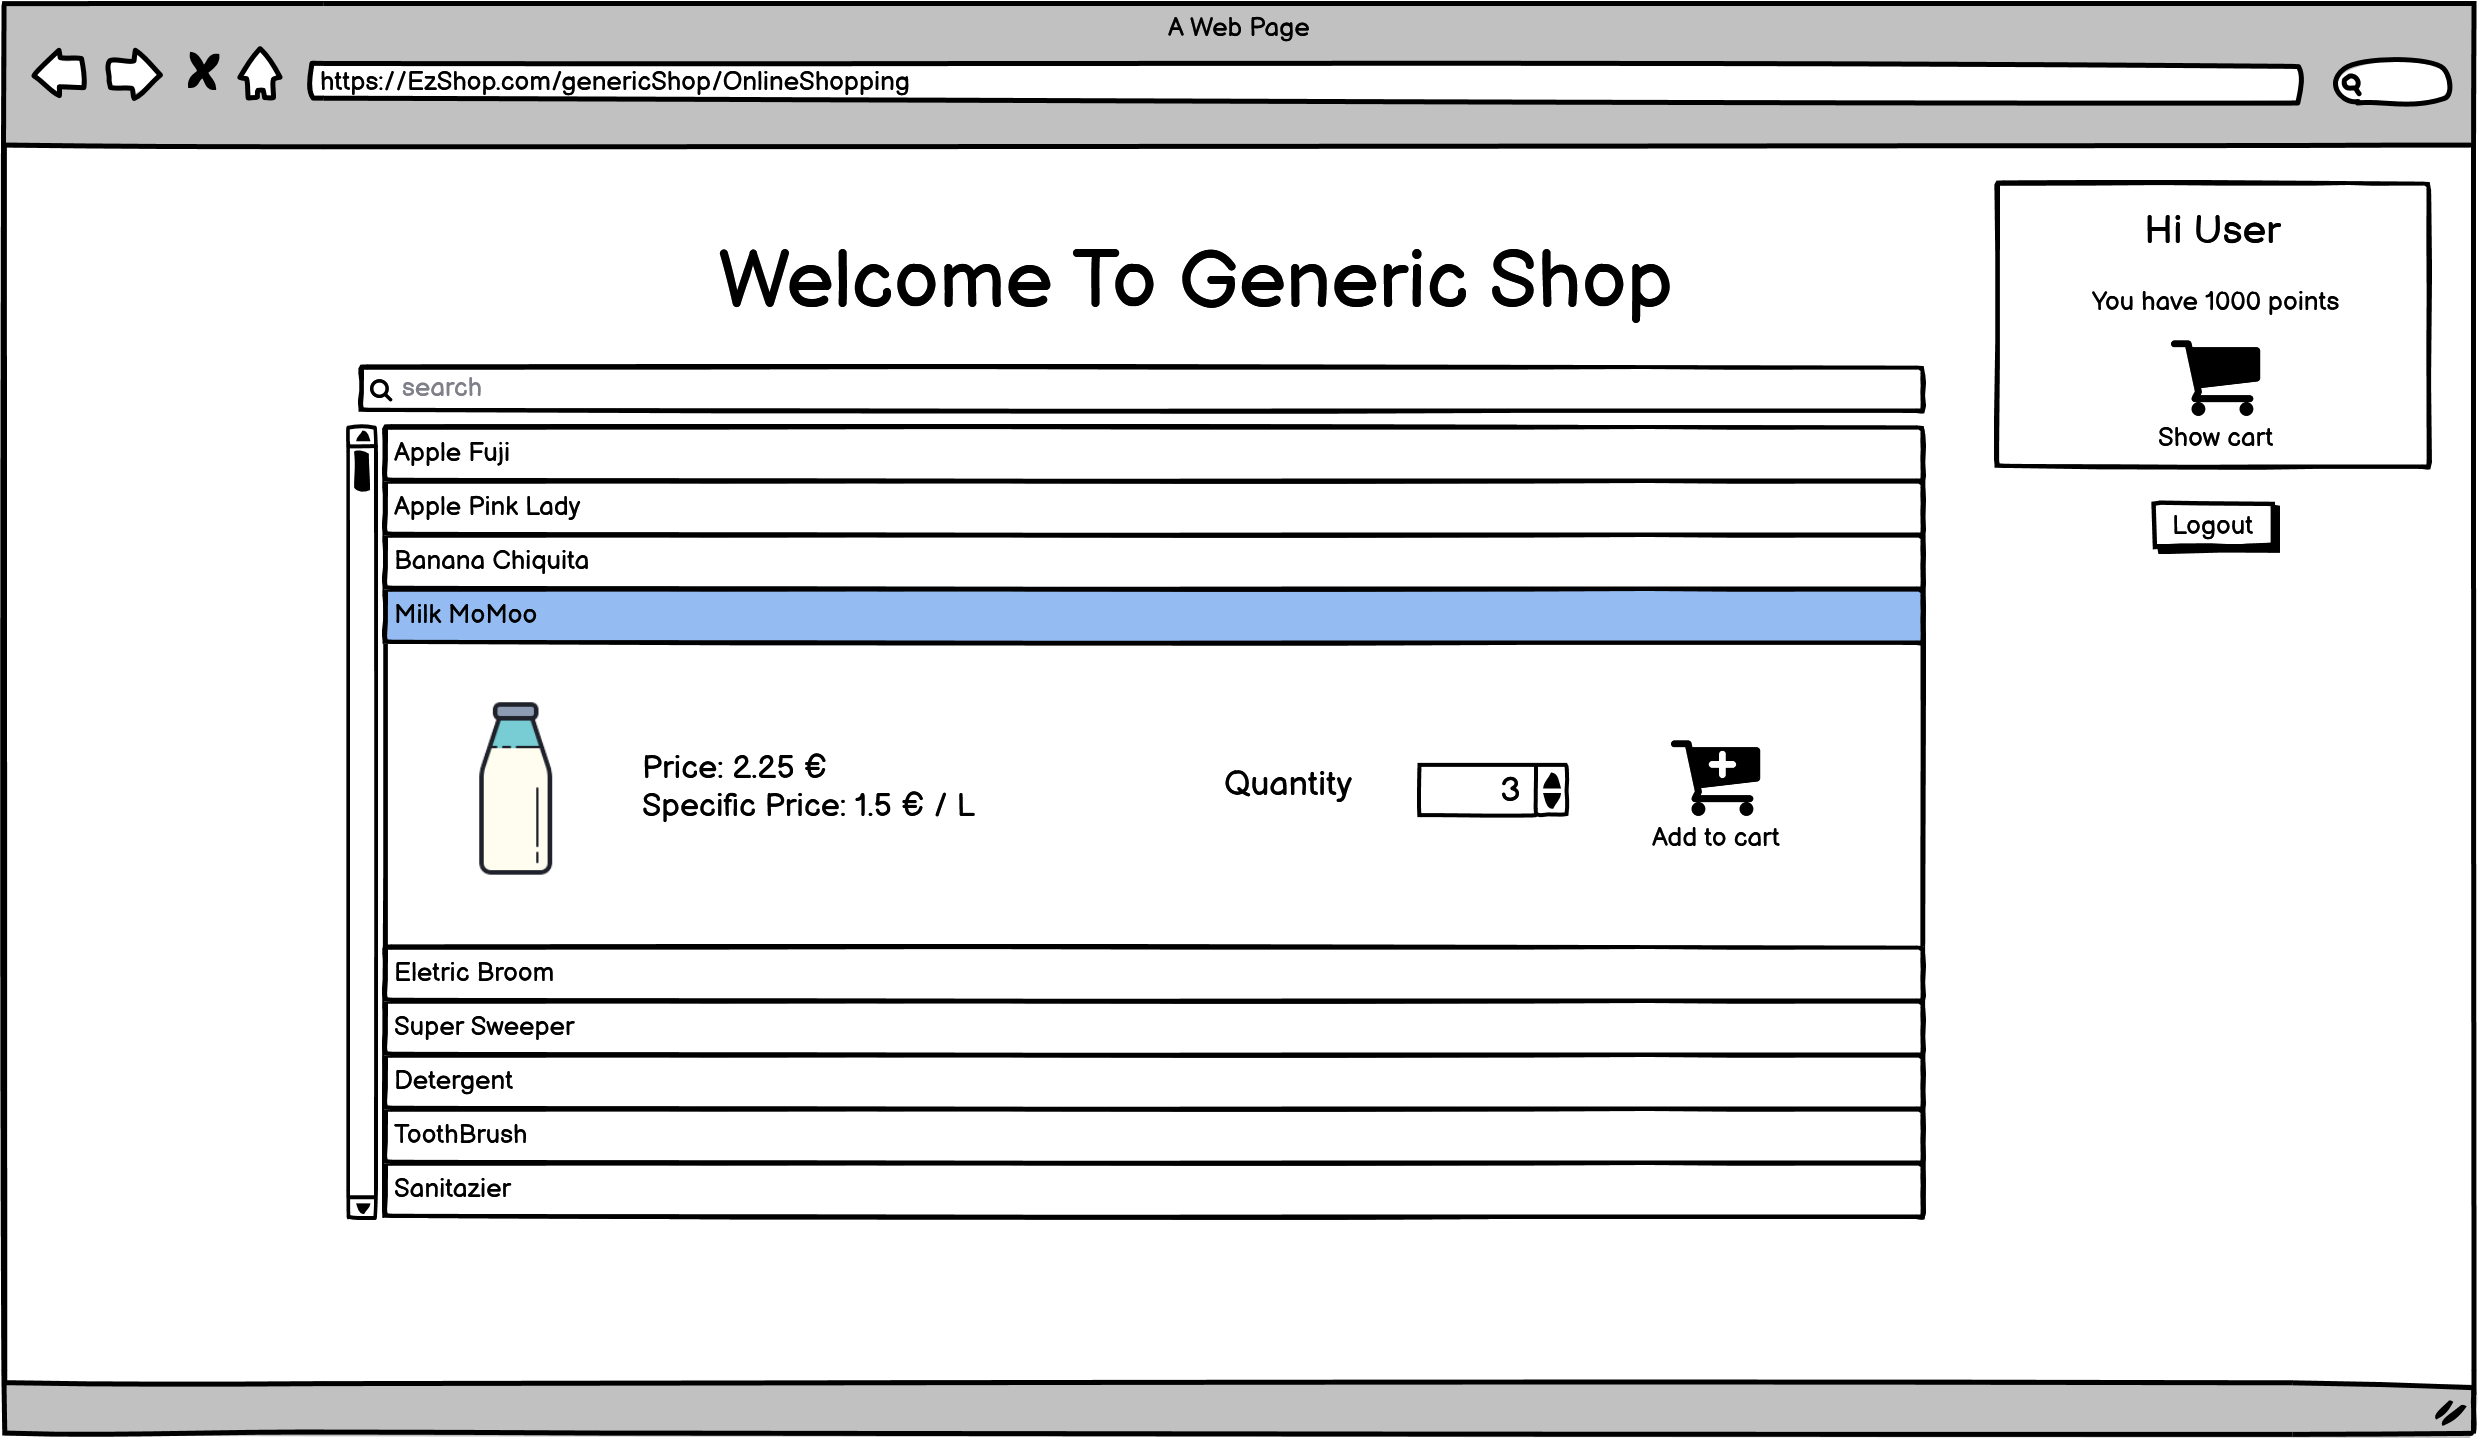 A Web Page
https://EzShop.com/genericShop/OnlineShopping
Hi User
You have 1000 points
Show cart
Logout
Welcome To Generic Shop
search
Apple Fuji
Apple Pink Lady
Banana Chiquita
Milk MoMoo
Price: 2.25 €
Specific Price: 1.5 € / L
Quantity
3
Add to cart
Eletric Broom
Super Sweeper
Detergent
ToothBrush
Sanitazier